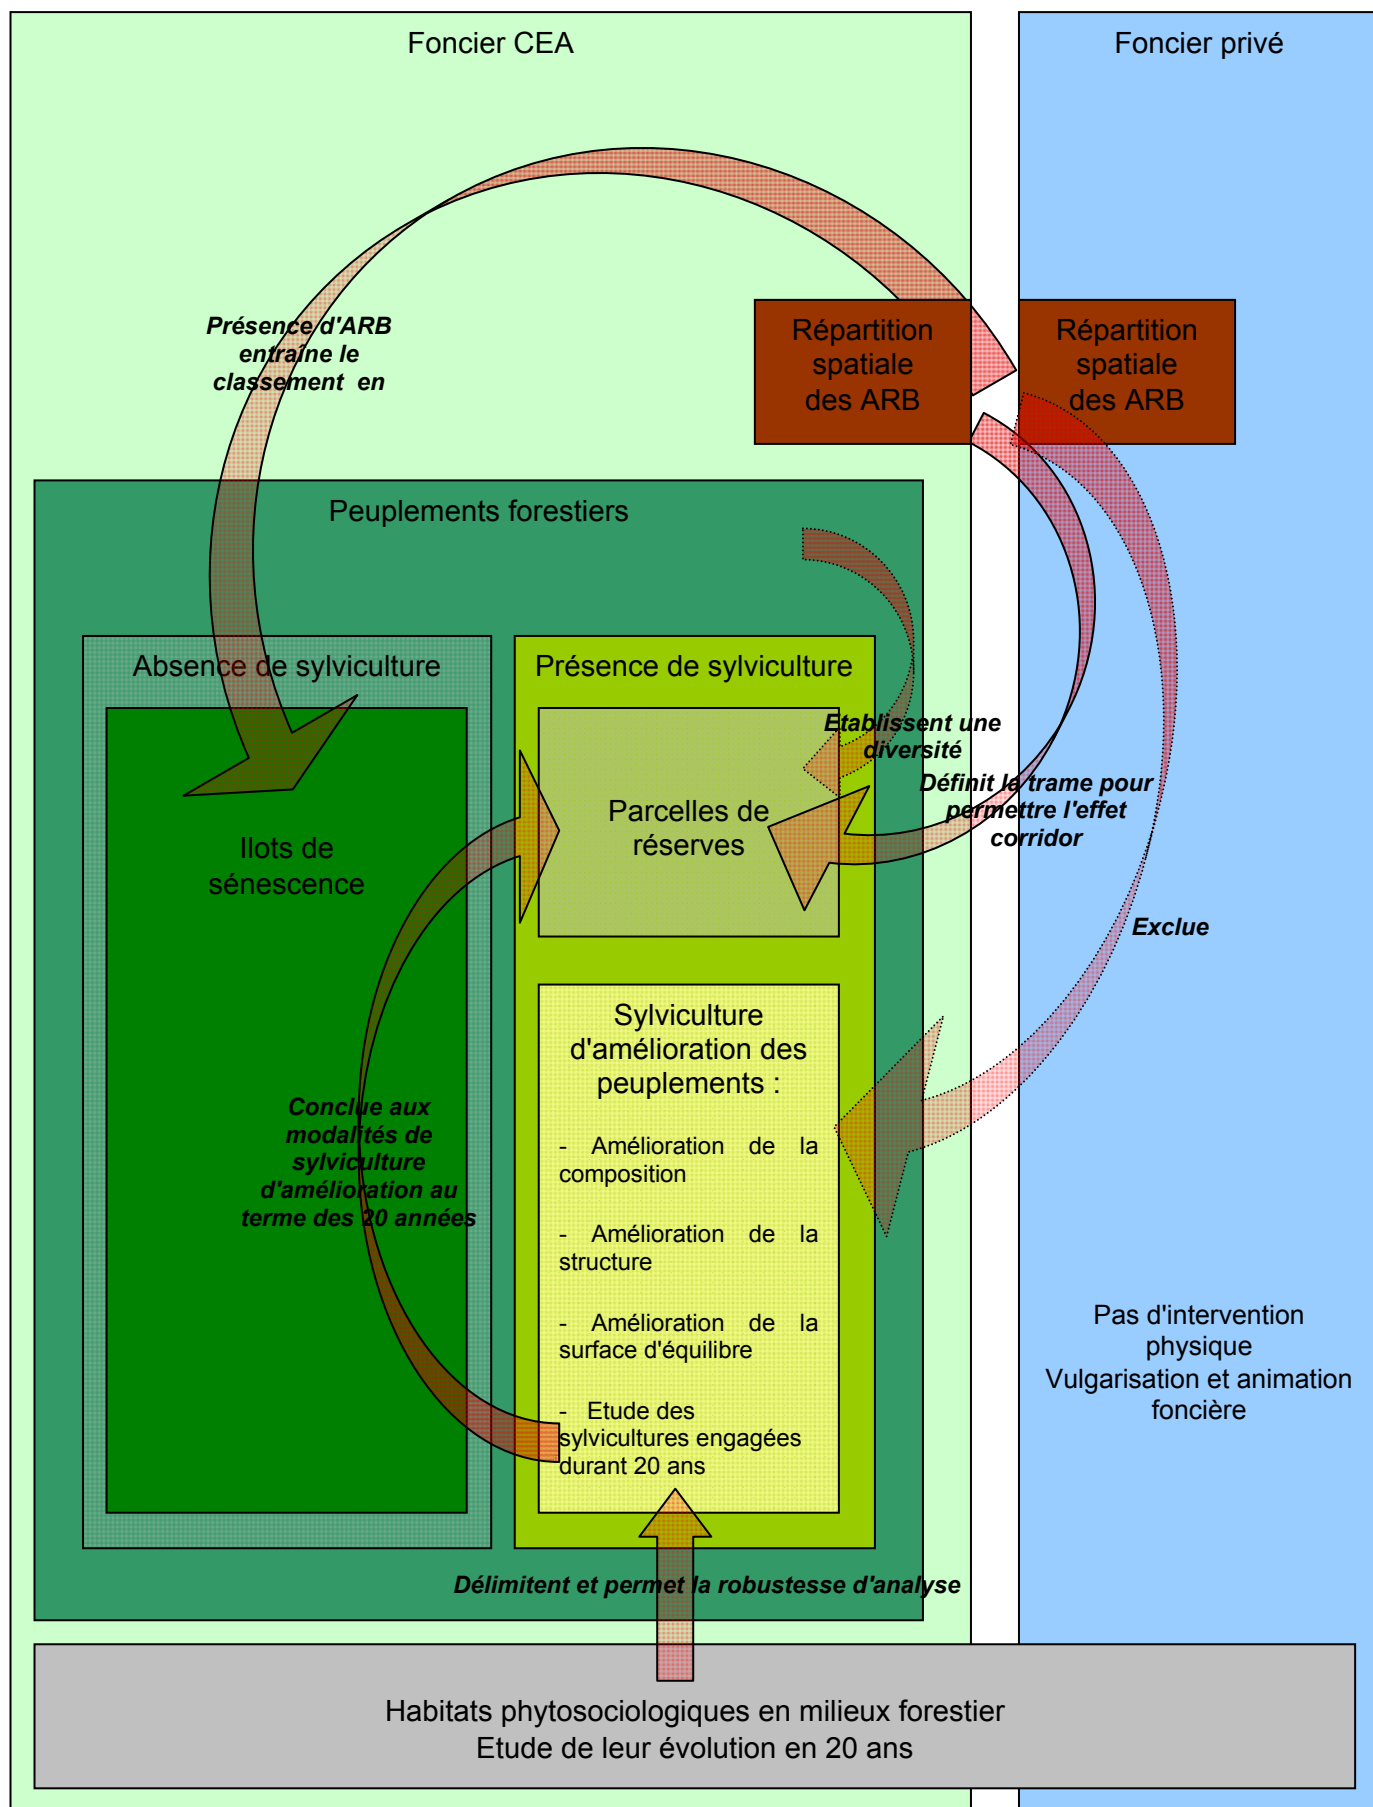 Foncier CEA
Foncier privé
Présence d'ARB
entraîne le
classement en
Répartition
spatiale
des ARB
Répartition
spatiale
des ARB
Peuplements forestiers
Absence de sylviculture
Présence de sylviculture
Etablissent une
diversité
Définit la trame pour
permettre l'effet
corridor
Parcelles de
réserves
Ilots de
sénescence
Exclue
Sylviculture
d'amélioration des
peuplements :
- Amélioration de la
composition
- Amélioration de la
structure
- Amélioration de la
surface d'équilibre
- Etude des
sylvicultures engagées
durant 20 ans
Conclue aux
modalités de
sylviculture
d'amélioration au
terme des 20 années
Pas d'intervention
physique
Vulgarisation et animation
foncière
Délimitent et permet la robustesse d'analyse
Habitats phytosociologiques en milieux forestier
Etude de leur évolution en 20 ans